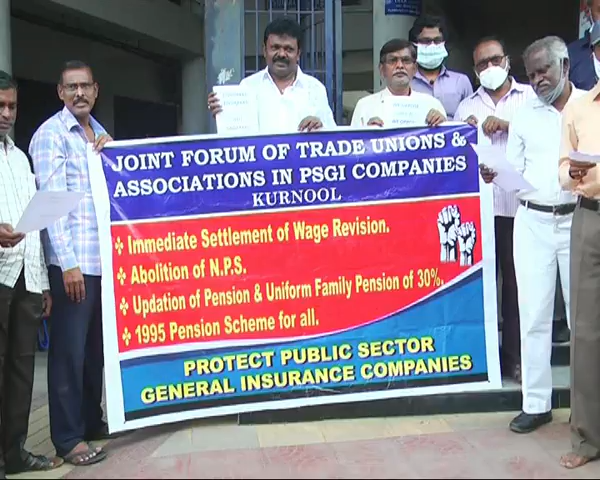 JOINT FORUM OF TRADE UNIONS &
ASSOCIATIONS IN PSGI COMPANIES
KURNOOL
Immediate Settlement of Wage Revision.
Abolition of N.P.S.
Updation of Pension & Uniform Family Pension of 30%.
1995 Pension Scheme for all.
PROTECT PUBLIC SECTOR
GENERAL INSURANCE COMPANIES